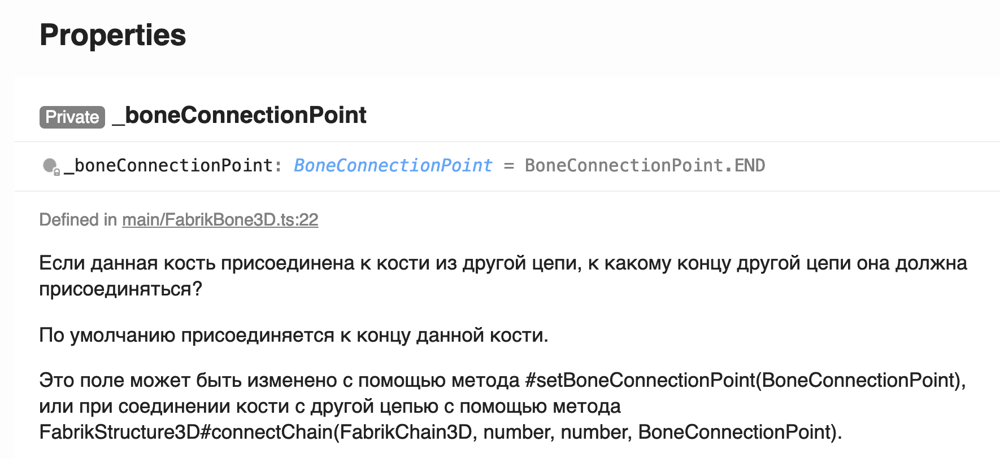 Properties
Private _boneConnectionPoint
_boneConnectionPoint: BoneConnectionPoint = BoneConnectionPoint.END
Defined in main/FabrikBone3D.ts:22
Если данная кость присоединена к кости из другой цепи, к какому концу другой цепи она должна
присоединяться?
По умолчанию присоединяется к концу данной кости.
Это поле может быть изменено с помощью метода #setBoneConnectionPoint(BoneConnectionPoint),
или при соединении кости с другой цепью с помощью метода
FabrikStructure3D#connectChain(FabrikChain3D, number, number, BoneConnectionPoint).